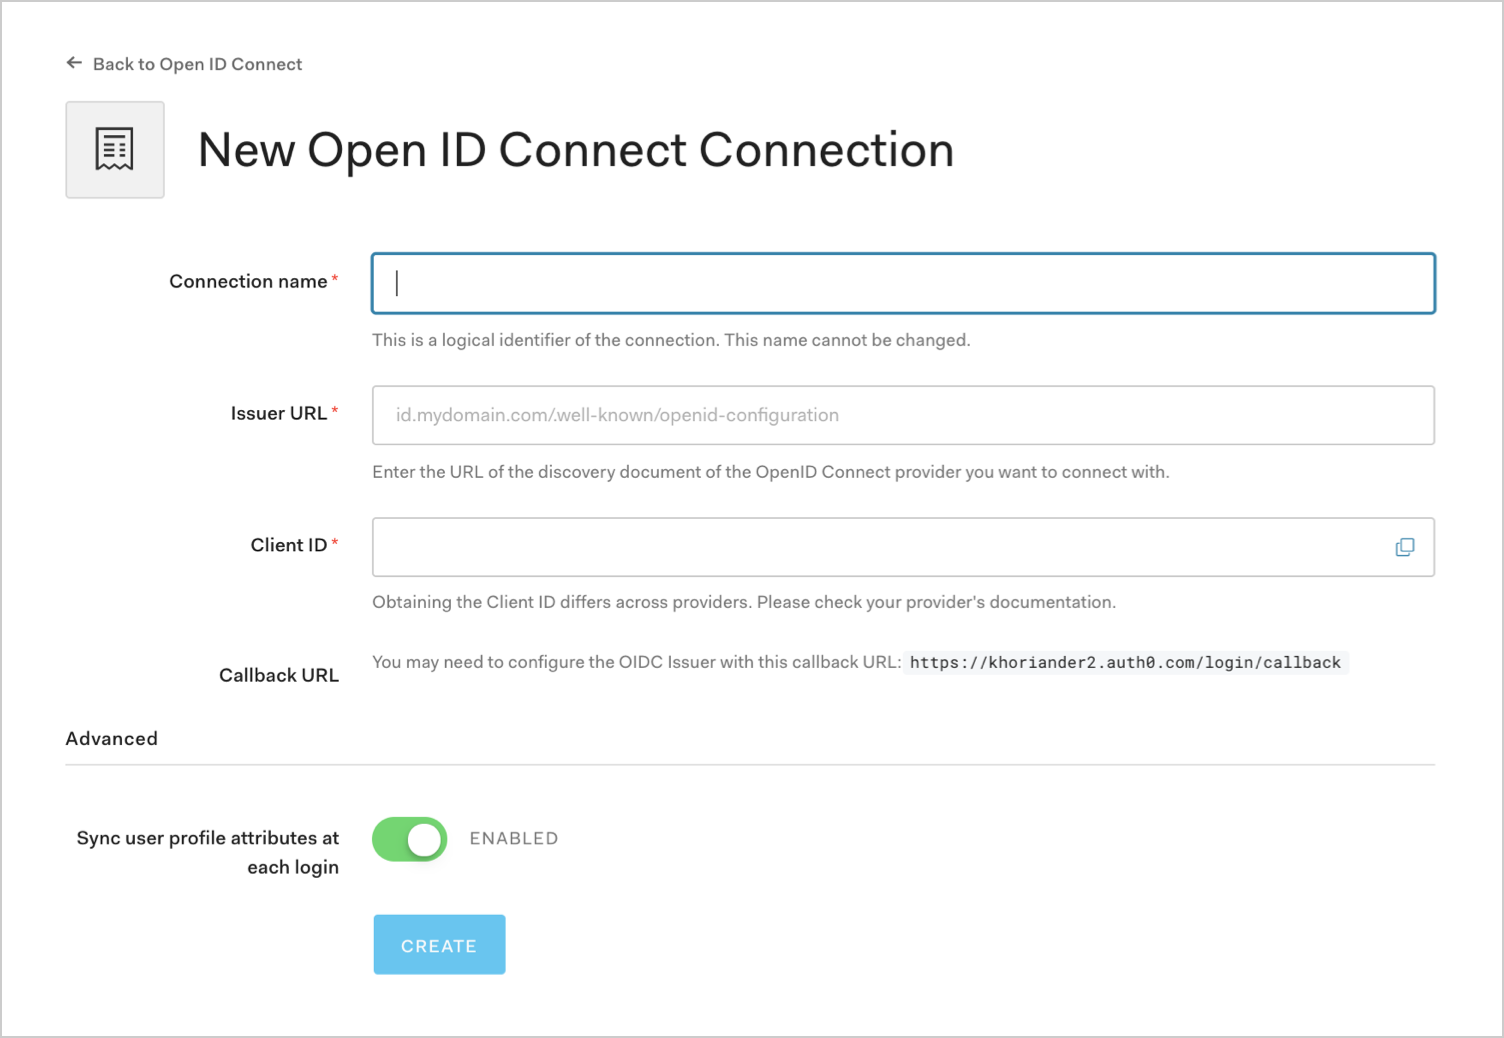 Back to Open ID Connect
New Open ID Connect Connection
Connection name *
This is a logical identifier of the connection. This name cannot be changed.
Issuer URL *
id.mydomain.com/.well-known/openid-configuration
Enter the URL of the discovery document of the OpenID Connect provider you want to connect with.
Client ID *
Obtaining the Client ID differs across providers. Please check your provider's documentation.
Callback URL
You may need to configure the OIDC Issuer with this callback URL: https://khoriander2.auth0.com/login/callback
Advanced
Sync user profile attributes at
each login
ENABLED
CREATE